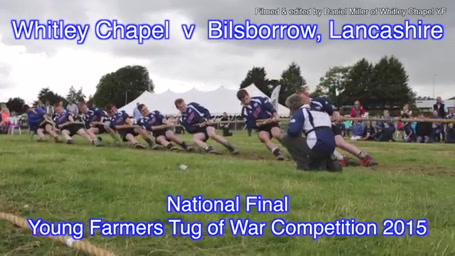 Filmed & edited by Daniel Miller of Whitley Chapel YF
Whitley Chapel v Bilsborrow, Lancashire
National Final
Young Farmers Tug of War Competition 2015